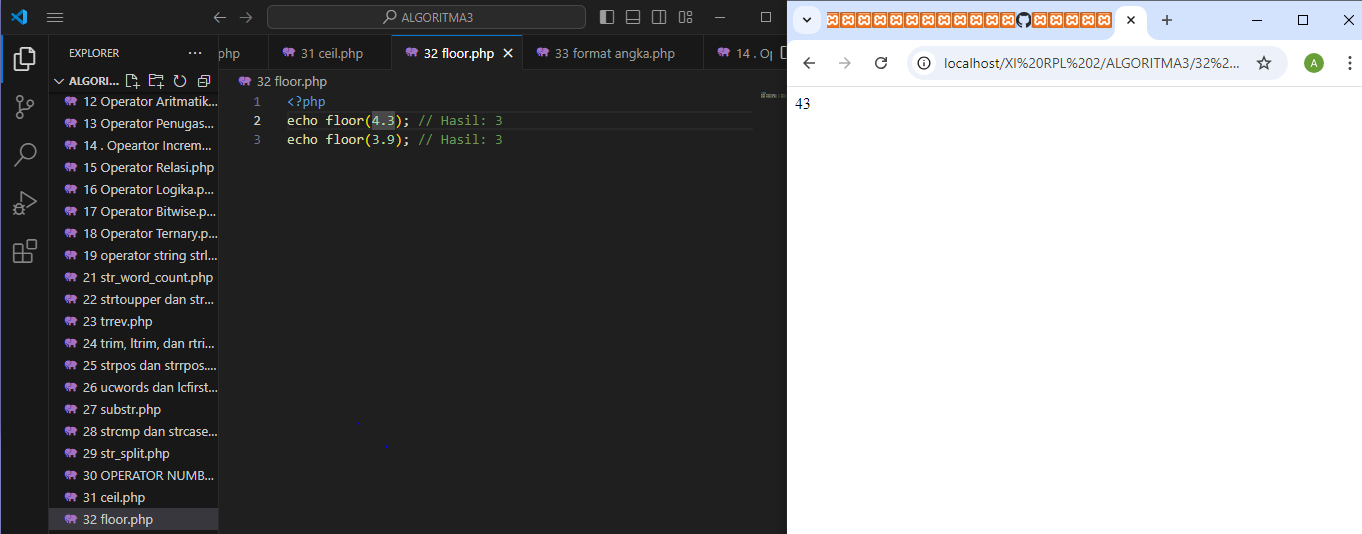 ALGORITMA3
EXPLORER
ALGORI...
12 Operator Aritmatik...
13 Operator Penugas...
14 . Opeartor Increm...
15 Operator Relasi.php
16 Operator Logika.p...
17 Operator Bitwise.p...
18 Operator Ternary.p...
19 operator string strl...
21 str_word_count.php
22 strtoupper dan str...
23 trrev.php
24 trim, ltrim, dan rtri...
25 strpos dan strrpos....
26 ucwords dan lcfirst...
27 substr.php
28 strcmp dan strcase...
29 str_split.php
30 OPERATOR NUMB...
31 ceil.php
32 floor.php
php
31 ceil.php
32 floor.php
33 format angka.php
14 . Op
32 floor.php
1 <?php
2 echo floor(4.3); // Hasil: 3
3 echo floor(3.9); // Hasil: 3
localhost/XI%20RPL%202/ALGORITMA3/32%2...
A
43